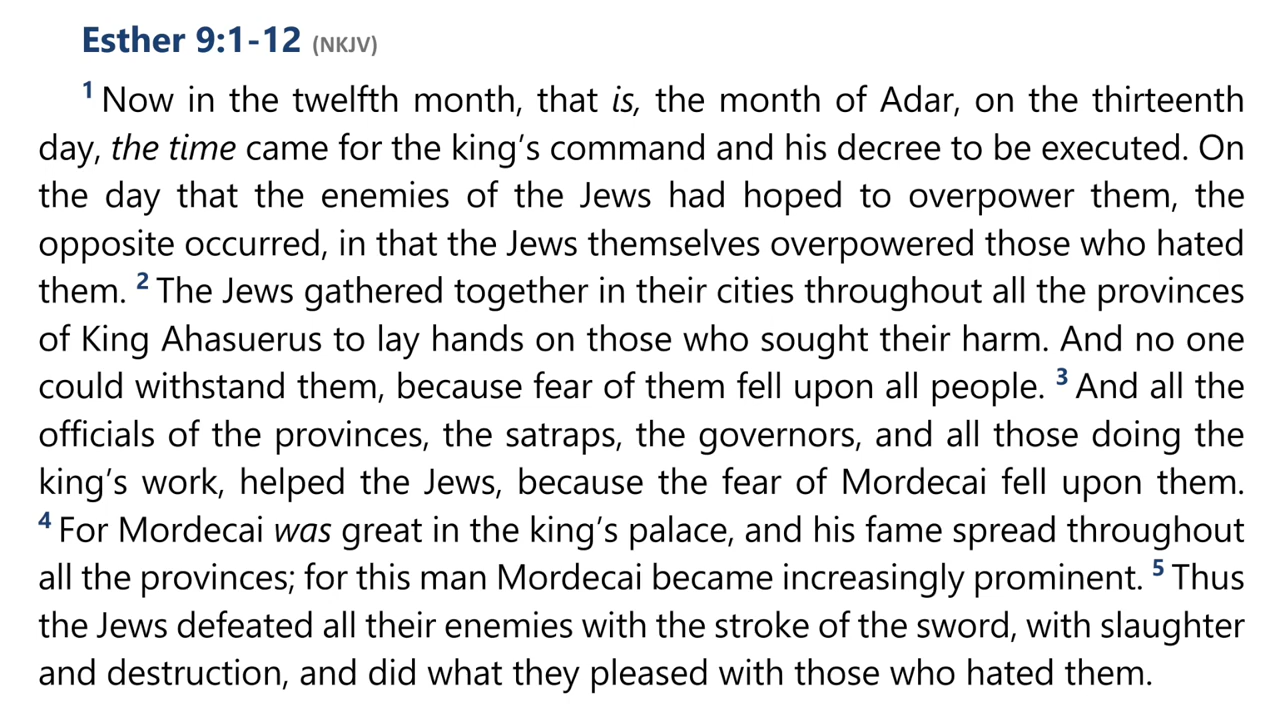 Esther 9:1-12 (NKJV)
1 Now in the twelfth month, that is, the month of Adar, on the thirteenth
day, the time came for the king’s command and his decree to be executed. On
the day that the enemies of the Jews had hoped to overpower them, the
opposite occurred, in that the Jews themselves overpowered those who hated
them. 2 The Jews gathered together in their cities throughout all the provinces
of King Ahasuerus to lay hands on those who sought their harm. And no one
could withstand them, because fear of them fell upon all people. 3 And all the
officials of the provinces, the satraps, the governors, and all those doing the
king’s work, helped the Jews, because the fear of Mordecai fell upon them.
4 For Mordecai was great in the king’s palace, and his fame spread throughout
all the provinces; for this man Mordecai became increasingly prominent. 5 Thus
the Jews defeated all their enemies with the stroke of the sword, with slaughter
and destruction, and did what they pleased with those who hated them.